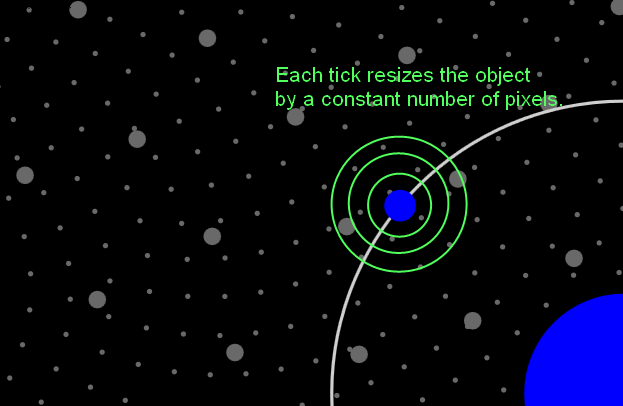 Each tick resizes the object
by a constant number of pixels.